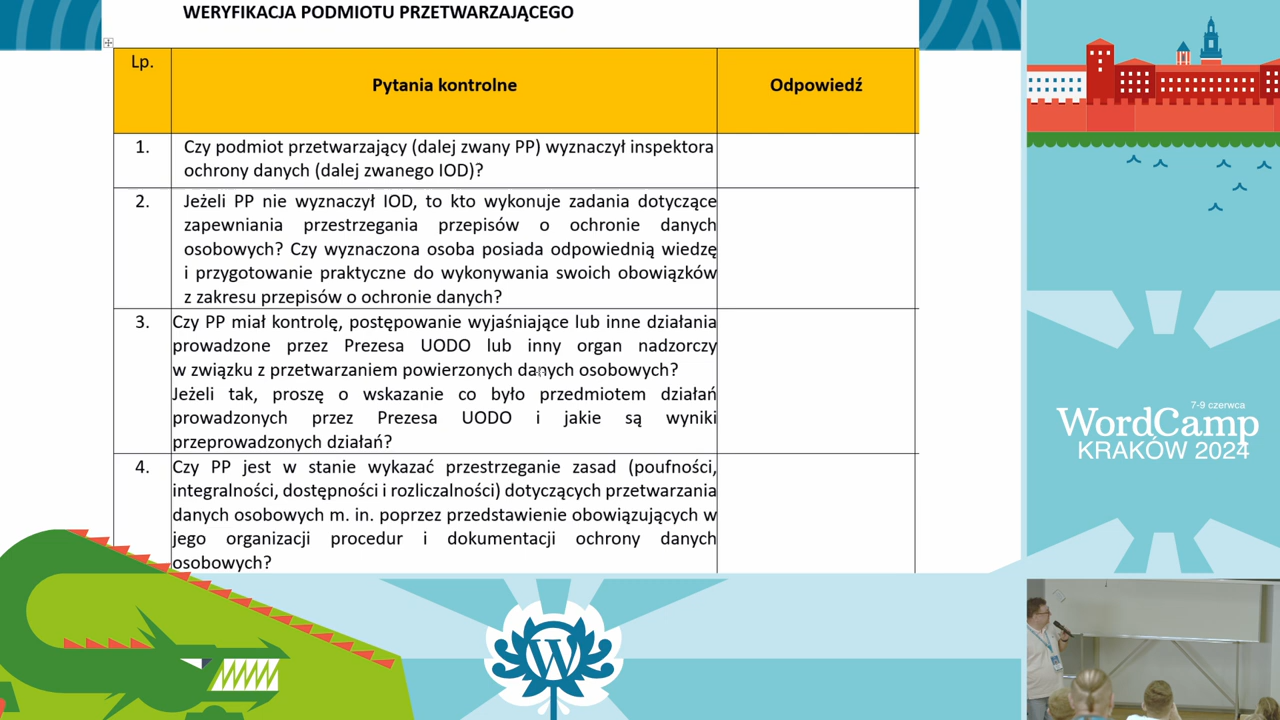 WERYFIKACJA PODMIOTU PRZETWARZAJĄCEGO
Lp.
Pytania kontrolne
Odpowiedź
1.
Czy podmiot przetwarzający (dalej zwany PP) wyznaczył inspektora
ochrony danych (dalej zwanego IOD)?
2.
Jeżeli PP nie wyznaczył IOD, to kto wykonuje zadania dotyczące
zapewniania przestrzegania przepisów o ochronie danych
osobowych? Czy wyznaczona osoba posiada odpowiednią wiedzę
i przygotowanie praktyczne do wykonywania swoich obowiązków
z zakresu przepisów o ochronie danych?
3.
Czy PP miał kontrolę, postępowanie wyjaśniające lub inne działania
prowadzone przez Prezesa UODO lub inny organ nadzorczy
w związku z przetwarzaniem powierzonych danych osobowych?
Jeżeli tak, proszę o wskazanie co było przedmiotem działań
prowadzonych przez Prezesa UODO i jakie są wyniki
przeprowadzonych działań?
4.
Czy PP jest w stanie wykazać przestrzeganie zasad (poufności,
integralności, dostępności i rozliczalności) dotyczących przetwarzania
danych osobowych m. in. poprzez przedstawienie obowiązujących w
jego organizacji procedur i dokumentacji ochrony danych
osobowych?
7-9 czerwca
WordCamp
KRAKÓW 2024
W